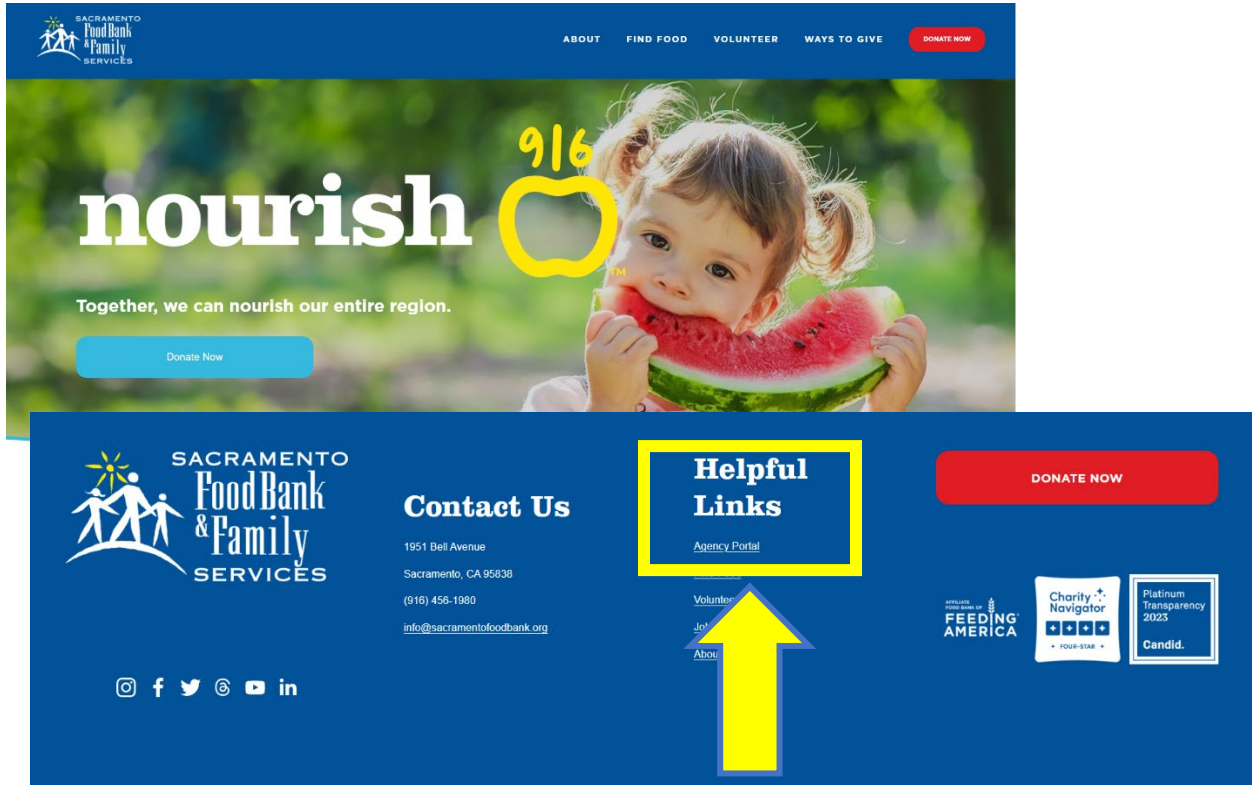 SACRAMENTO
Food Bank
& Family
SERVICES
ABOUT FIND FOOD VOLUNTEER WAYS TO GIVE DONATE NOW
916
nourish
TM
Together, we can nourish our entire region.
Donate Now
SACRAMENTO
Food Bank
& Family
SERVICES
Contact Us
1951 Bell Avenue
Sacramento, CA 95838
(916) 456-1980
info@sacramentofoodbank.org
Helpful
Links
Agency Portal
DONATE NOW
AFFILIATE
FOOD BANK OF
FEEDING
AMERICA
Charity
Navigator
FOUR-STAR
Platinum
Transparency
2023
Candid.